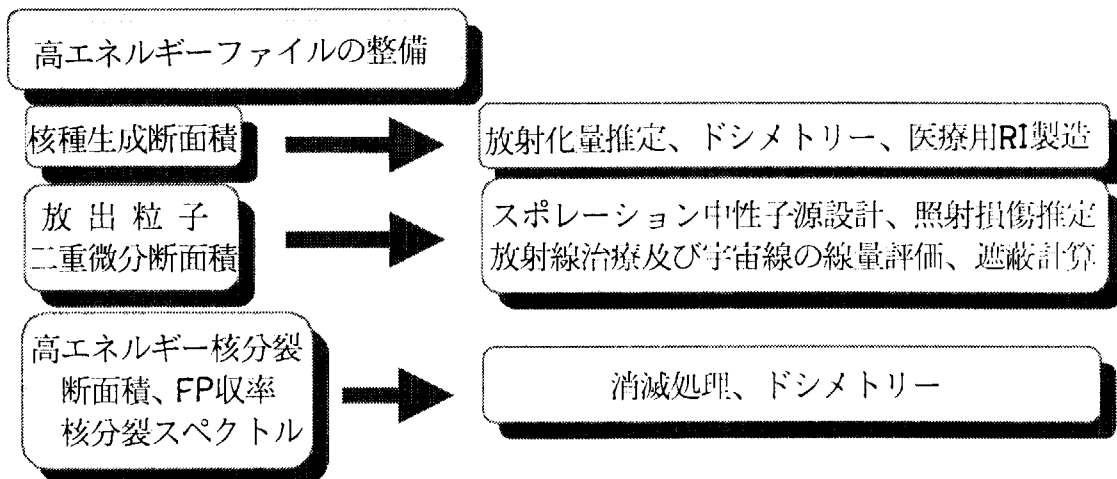 高エネルギーファイルの整備
核種生成断面積
放射化量推定、ドシメトリー、医療用RI製造
放出粒子
二重微分断面積
スポレーション中性子源設計、照射損傷推定
放射線治療及び宇宙線の線量評価、遮蔽計算
高エネルギー核分裂
断面積、FP収率
核分裂スペクトル
消滅処理、ドシメトリー